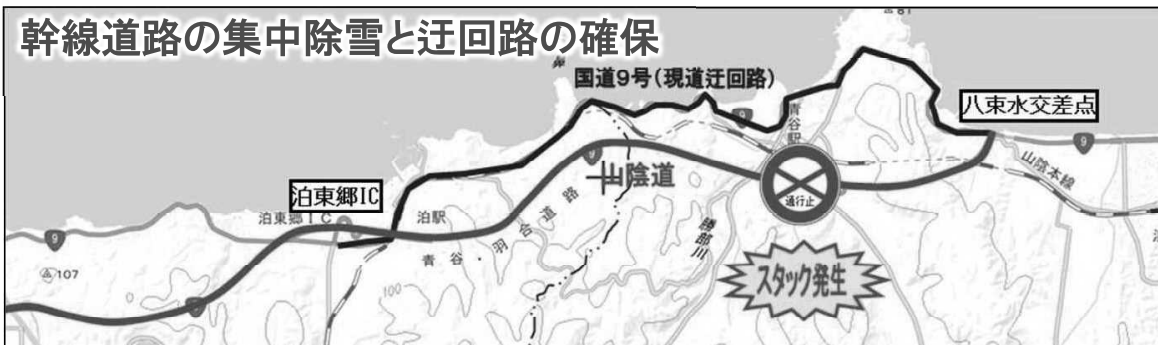 幹線道路の集中除雪と迂回路の確保
国道9号(現道迂回路)
八束水交差点
青谷駅
9
9
山陰本線
9
山陰道
通行止
泊東郷IC
泊東郷IC
泊駅
青谷・羽合道路
勝部川
9
107
100
スタック発生